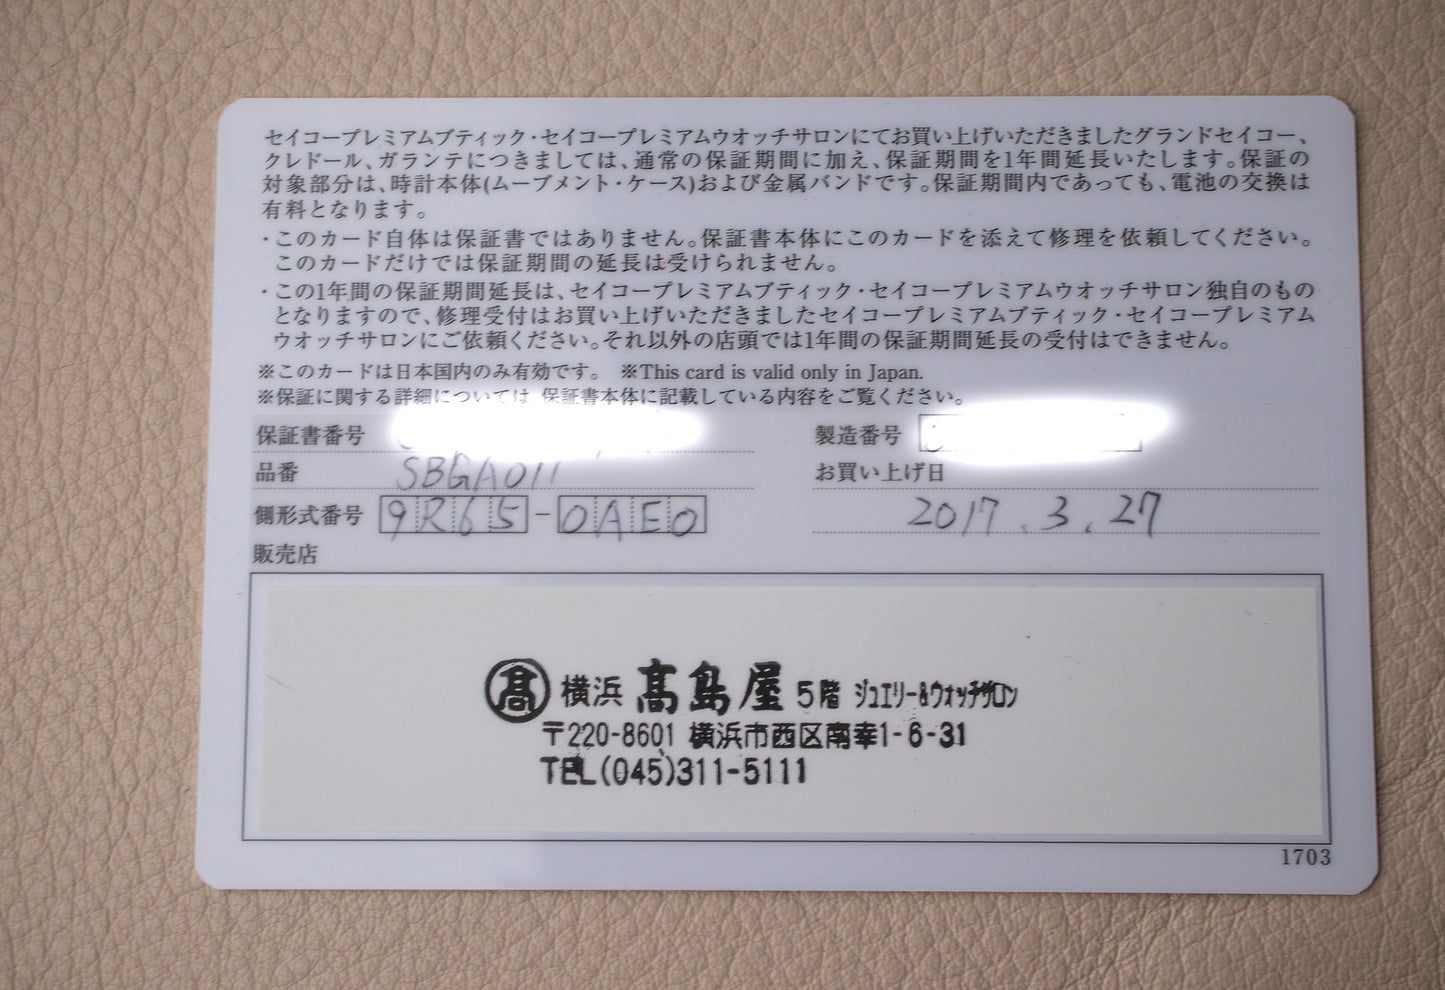 セイコープレミアムブティック・セイコープレミアムウオッチサロンにてお買い上げいただきましたグランドセイコー、
クレドール、ガランテにつきましては、通常の保証期間に加え、保証期間を1年間延長いたします。保証の
対象部分は、時計本体(ムーブメント・ケース)および金属バンドです。保証期間内であっても、電池の交換は
有料となります。
・このカード自体は保証書ではありません。保証書本体にこのカードを添えて修理を依頼してください。
このカードだけでは保証期間の延長は受けられません。
・この1年間の保証期間延長は、セイコープレミアムブティック・セイコープレミアムウオッチサロン独自のもの
となりますので、修理受付はお買い上げいただきましたセイコープレミアムブティック・セイコープレミアム
ウオッチサロンにご依頼ください。それ以外の店頭では1年間の保証期間延長の受付はできません。
※このカードは日本国内のみ有効です。 ※This card is valid only in Japan.
※保証に関する詳細については、保証書本体に記載している内容をご覧ください。
保証書番号 製造番号
品番 SBGA011 お買い上げ日
側形式番号 9R65-0AE0 2017.3.27
販売店
髙 横浜 髙島屋 5階 ジュエリー&ウォッチサロン
〒220-8601 横浜市西区南幸1-6-31
TEL(045)311-5111
1703